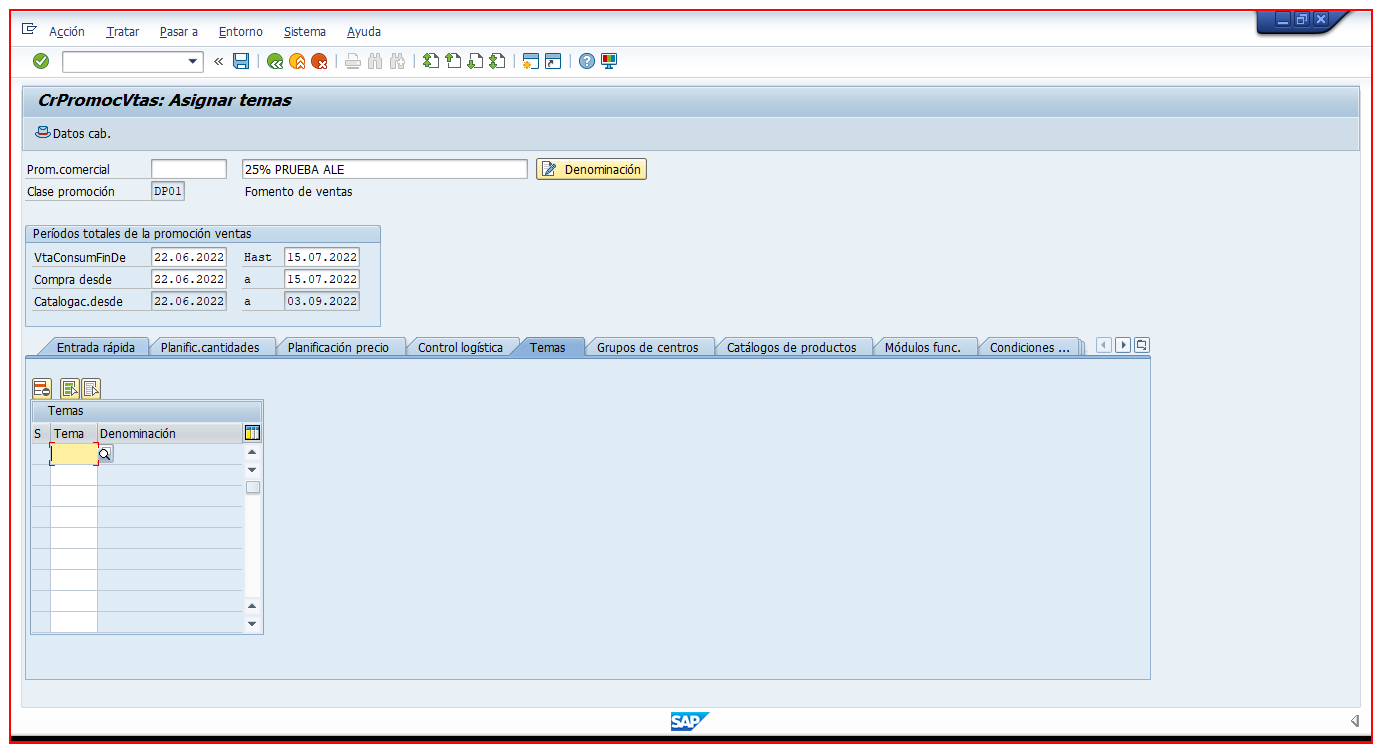 Acción Tratar Pasar a Entorno Sistema Ayuda
CrPromocVtas: Asignar temas
Datos cab.
Prom.comercial 25% PRUEBA ALE Denominación
Clase promoción DP01 Fomento de ventas
Períodos totales de la promoción ventas
VtaConsumFinDe 22.06.2022 Hast 15.07.2022
Compra desde 22.06.2022 a 15.07.2022
Catalogac.desde 22.06.2022 a 03.09.2022
Entrada rápida Planific.cantidades Planificación precio Control logística Temas Grupos de centros Catálogos de productos Módulos func. Condiciones ...
Temas
S Tema Denominación
SAP